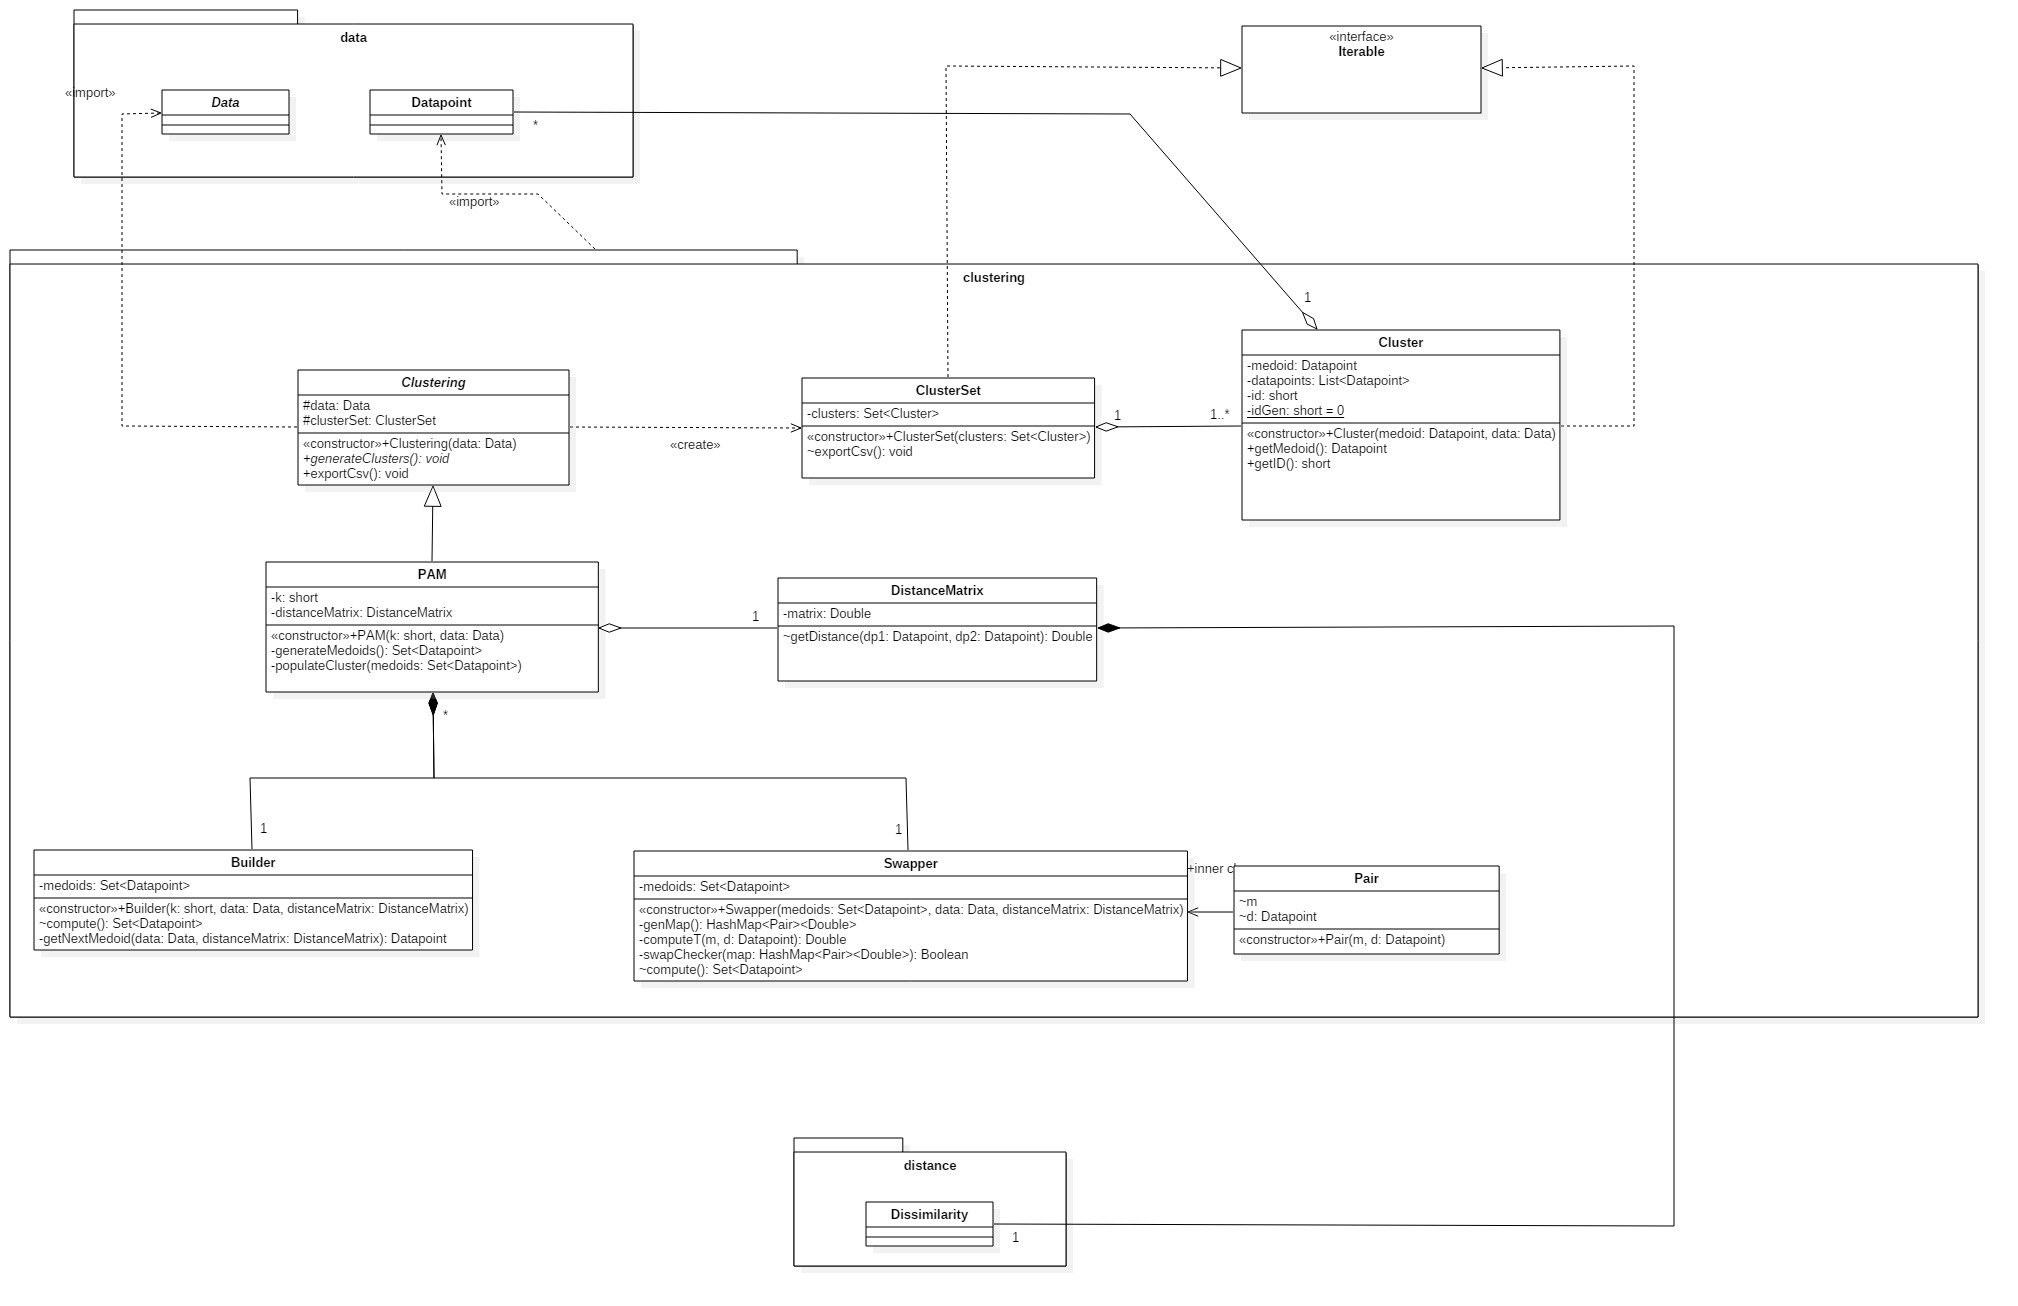 data
«interface»
Iterable
«import»
Data
Datapoint
*
«import»
clustering
1
Cluster
-medoid: Datapoint
-datapoints: List<Datapoint>
-id: short
-idGen: short = 0
«constructor»+Cluster(medoid: Datapoint, data: Data)
+getMedoid(): Datapoint
+getID(): short
Clustering
#data: Data
#clusterSet: ClusterSet
«constructor»+Clustering(data: Data)
+generateClusters(): void
+exportCsv(): void
«create»
ClusterSet
-clusters: Set<Cluster>
«constructor»+ClusterSet(clusters: Set<Cluster>)
~exportCsv(): void
1
1..*
PAM
-k: short
-distanceMatrix: DistanceMatrix
«constructor»+PAM(k: short, data: Data)
-generateMedoids(): Set<Datapoint>
-populateCluster(medoids: Set<Datapoint>)
1
DistanceMatrix
-matrix: Double
~getDistance(dp1: Datapoint, dp2: Datapoint): Double
*
1
1
Builder
-medoids: Set<Datapoint>
«constructor»+Builder(k: short, data: Data, distanceMatrix: DistanceMatrix)
~compute(): Set<Datapoint>
-getNextMedoid(data: Data, distanceMatrix: DistanceMatrix): Datapoint
Swapper
-medoids: Set<Datapoint>
«constructor»+Swapper(medoids: Set<Datapoint>, data: Data, distanceMatrix: DistanceMatrix)
-genMap(): HashMap<Pair><Double>
-computeT(m, d: Datapoint): Double
-swapChecker(map: HashMap<Pair><Double>): Boolean
~compute(): Set<Datapoint>
+inner
Pair
~m
~d: Datapoint
«constructor»+Pair(m, d: Datapoint)
distance
Dissimilarity
1